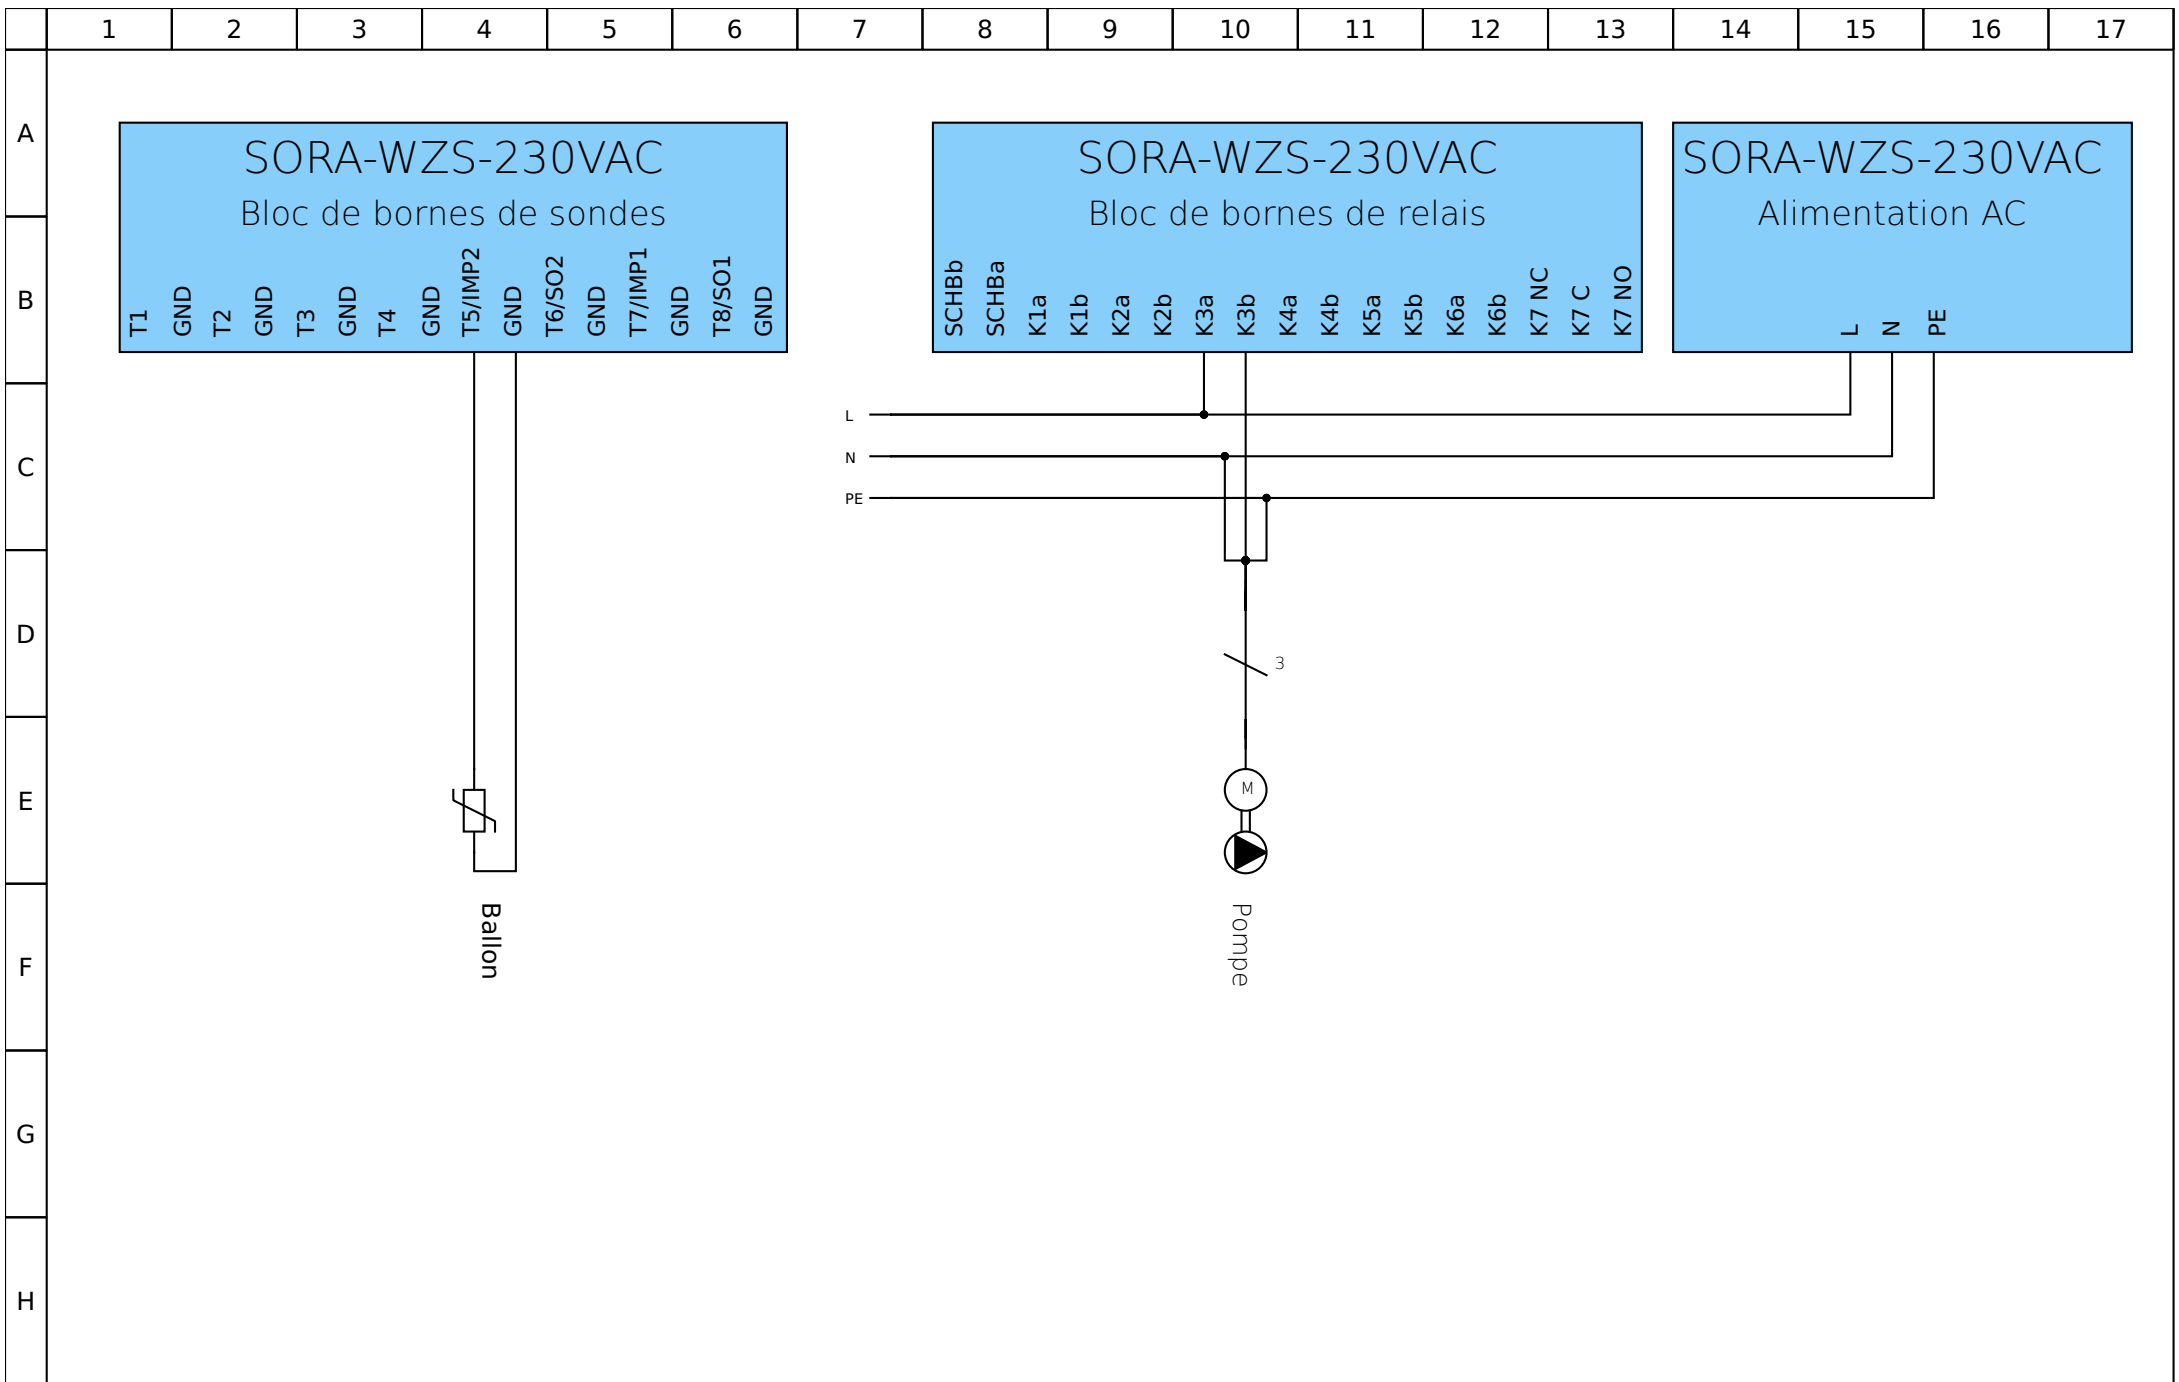 1 2 3 4 5 6 7 8 9 10 11 12 13 14 15 16 17
A
SORA-WZS-230VAC
Bloc de bornes de sondes
SORA-WZS-230VAC
Bloc de bornes de relais
SORA-WZS-230VAC
Alimentation AC
B
T1 GND T2 GND T3 GND T4 GND T5/IMP2 GND T6/SO2 GND T7/IMP1 GND T8/SO1 GND
SCHBb SCHBa K1a K1b K2a K2b K3a K3b K4a K4b K5a K5b K6a K6b K7 NC K7 C K7 NO
L N PE
L
N
C
PE
D
3
E
M
Ballon
Pompe
F
G
H